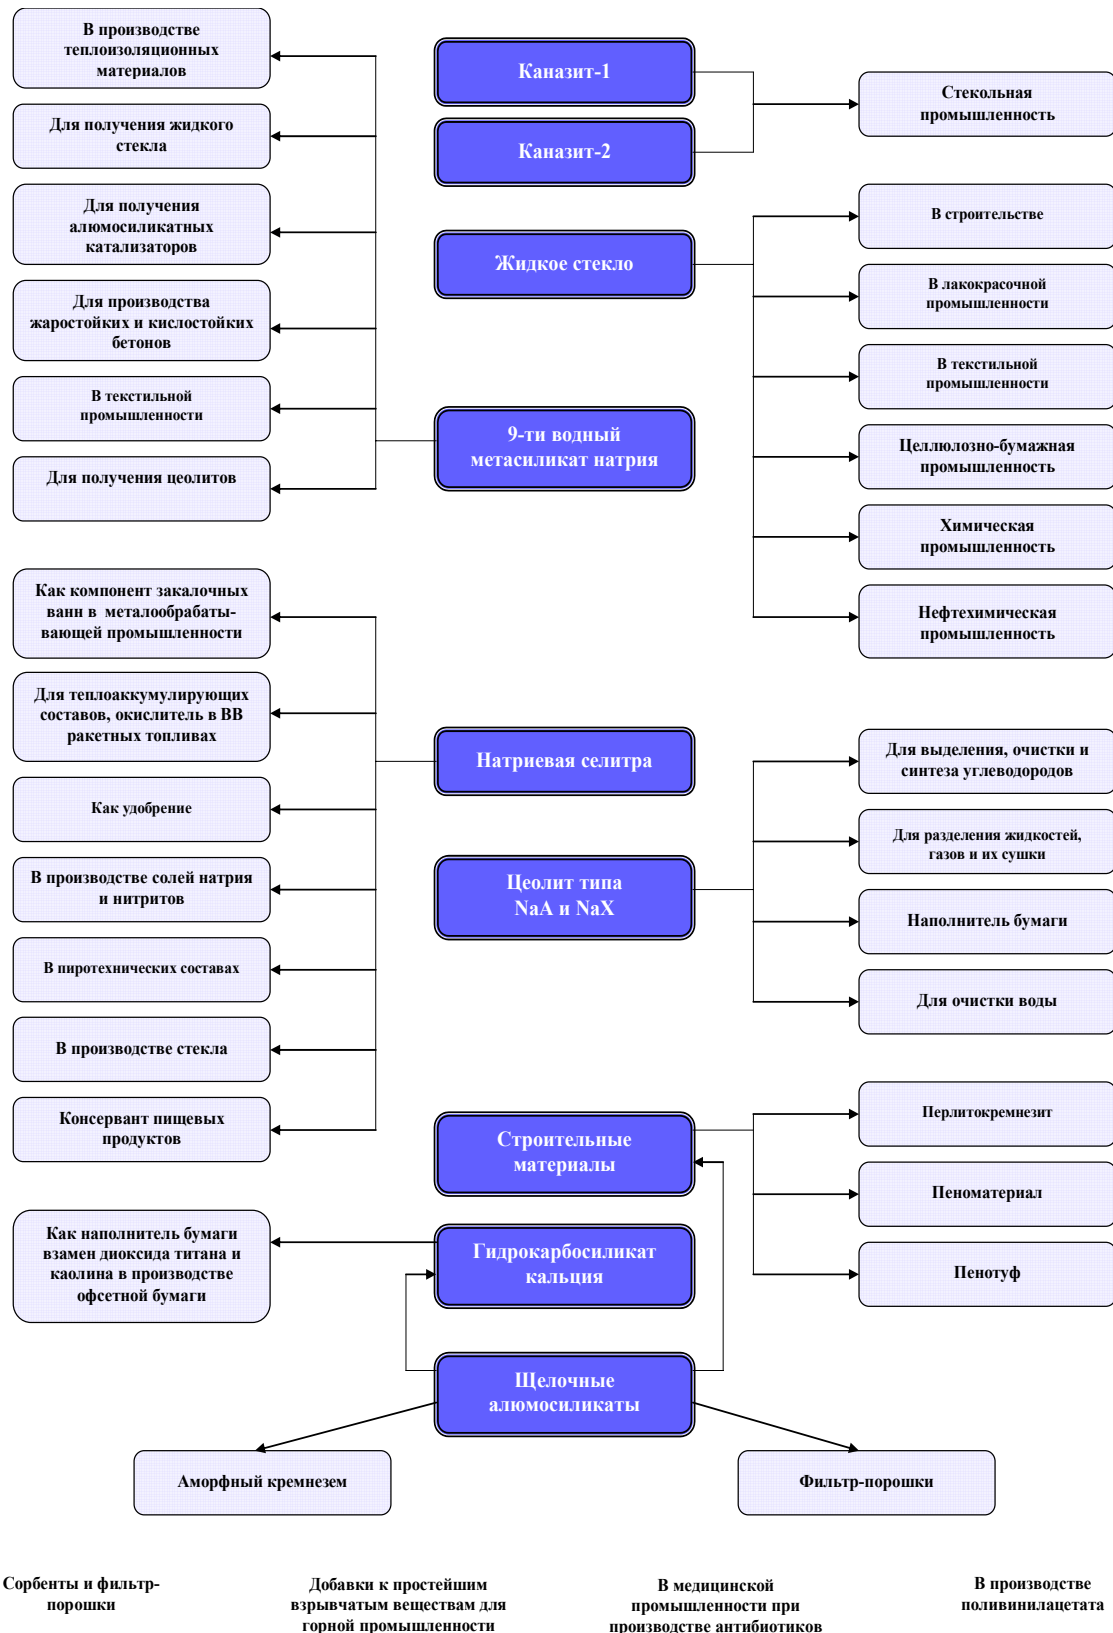 В производстве
теплоизоляционных
материалов
Для получения жидкого
стекла
Для получения
алюмосиликатных
катализаторов
Для производства
жаростойких и кислостойких
бетонов
В текстильной
промышленности
Для получения цеолитов
Каназит-1
Каназит-2
Жидкое стекло
9-ти водный
метасиликат натрия
Стекольная
промышленность
В строительстве
В лакокрасочной
промышленности
В текстильной
промышленности
Целлюлозно-бумажная
промышленность
Химическая
промышленность
Нефтехимическая
промышленность
Как компонент закалочных
ванн в металообрабаты-
вающей промышленности
Для теплоаккумулирующих
составов, окислитель в ВВ
ракетных топливах
Как удобрение
В производстве солей натрия
и нитритов
В пиротехнических составах
В производстве стекла
Консервант пищевых
продуктов
Натриевая селитра
Цеолит типа
NaA и NaX
Для выделения, очистки и
синтеза углеводородов
Для разделения жидкостей,
газов и их сушки
Наполнитель бумаги
Для очистки воды
Строительные
материалы
Перлитокремнезит
Пеноматериал
Пенотуф
Как наполнитель бумаги
взамен диоксида титана и
каолина в производстве
офсетной бумаги
Гидрокарбосиликат
кальция
Щелочные
алюмосиликаты
Аморфный кремнезем
Фильтр-порошки
Сорбенты и фильтр-
порошки
Добавки к простейшим
взрывчатым веществам для
горной промышленности
В медицинской
промышленности при
производстве антибиотиков
В производстве
поливинилацетата